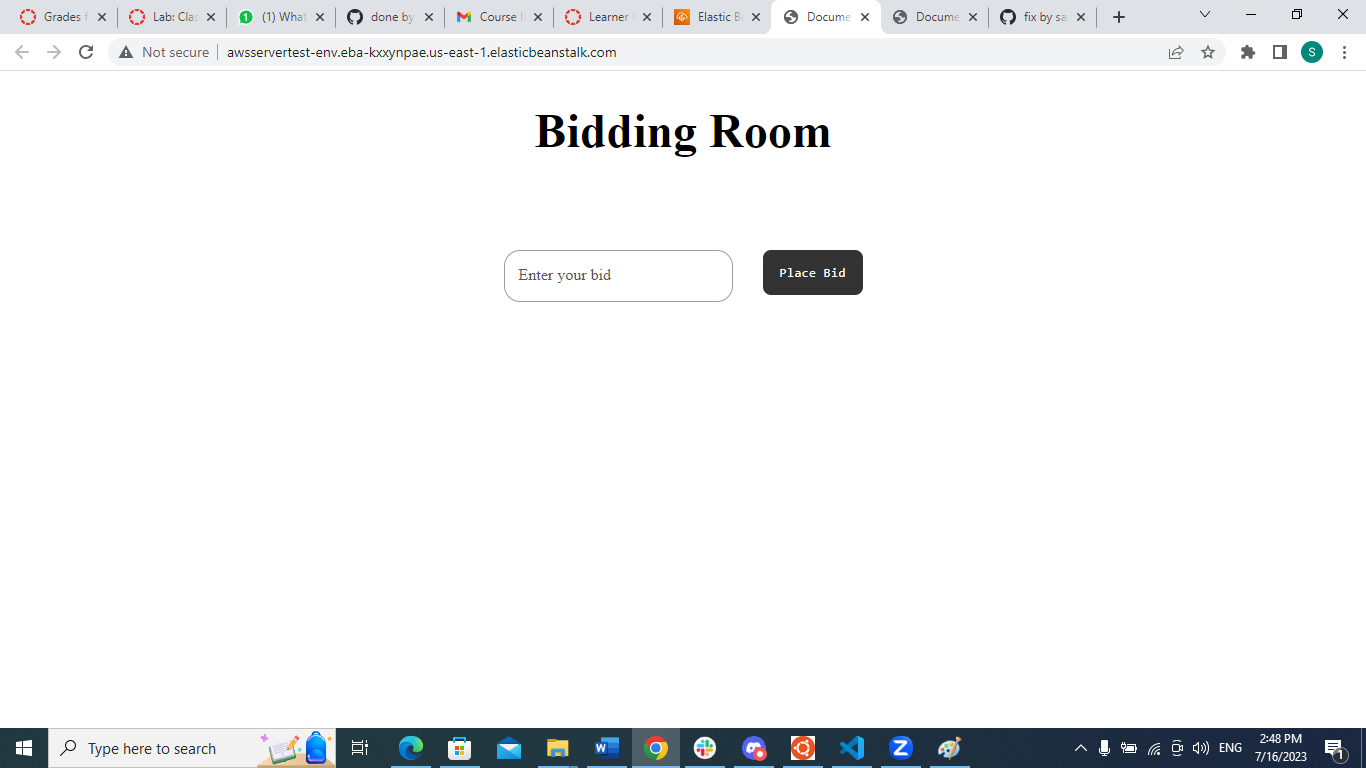 Grades f
Lab: Clas
(1) What
done by
Course I
Learner
Elastic B
Docume
Docume
fix by sa
Not secure
awsservertest-env.eba-kxxynpae.us-east-1.elasticbeanstalk.com
S
Bidding Room
Enter your bid
Place Bid
Type here to search
ENG
2:48 PM
7/16/2023
1